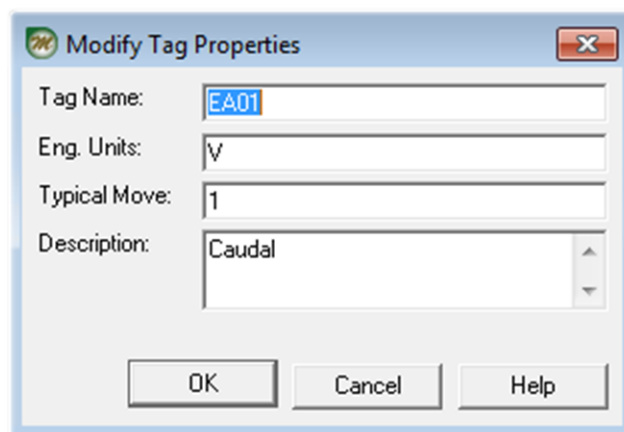 Modify Tag Properties
Tag Name: EA01
Eng. Units: V
Typical Move: 1
Description: Caudal
OK Cancel Help